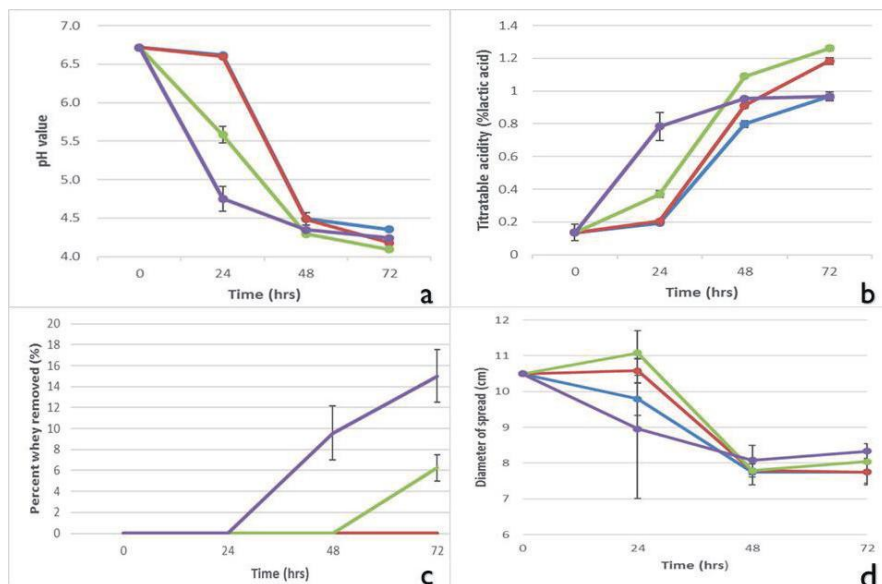 7.0
6.5
6.0
5.5
5.0
4.5
4.0
pH value
0 24 48 72
Time (hrs)
a
1.4
1.2
1
0.8
0.6
0.4
0.2
0
Titratable acidity (%lactic acid)
0 24 48 72
Time (hrs)
b
20
18
16
14
12
10
8
6
4
2
0
Percent whey removed (%)
0 24 48 72
Time (hrs)
c
12
11
10
9
8
7
6
Diameter of spread (cm)
0 24 48 72
Time (hrs)
d